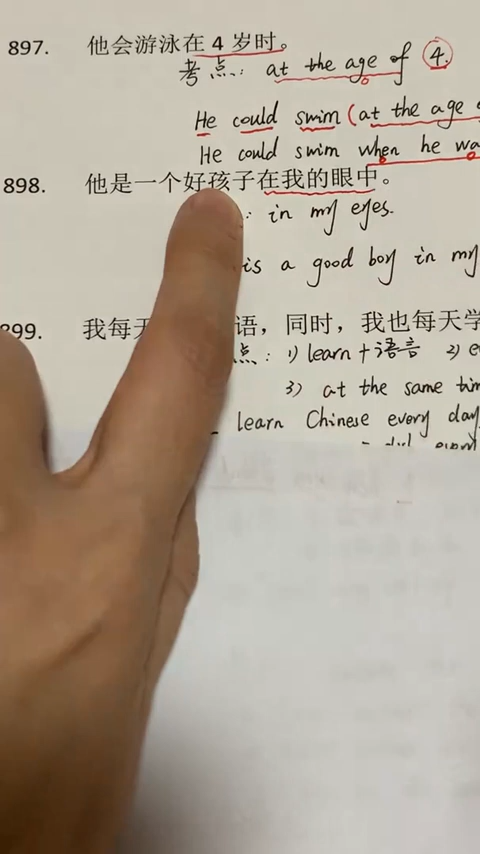 897. 他会游泳在 4 岁时。
考点: at the age of 4.
He could swim (at the age
He could swim when he wa
898. 他是一个好孩子在我的眼中。
: in my eyes.
is a good boy in my
899. 我每天 语，同时，我也每天学
点: 1) learn + 语言 2) e
3) at the same tim
learn Chinese every day